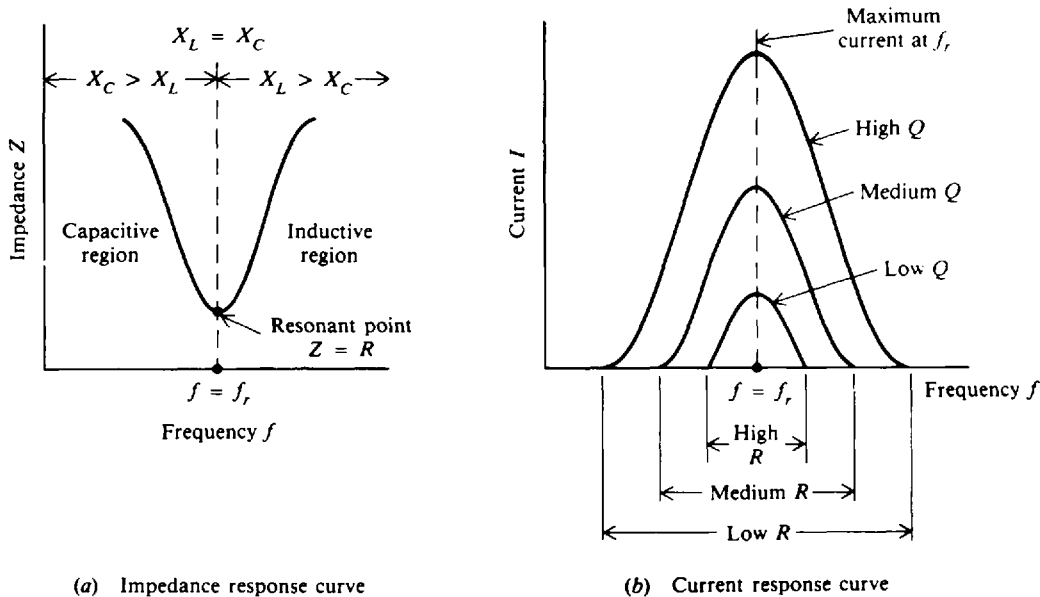 X_L = X_C
X_C > X_L
X_L > X_C
Impedance Z
Capacitive
region
Inductive
region
Resonant point
Z = R
f = f_r
Frequency f
(a) Impedance response curve
Maximum
current at f_r
High Q
Medium Q
Low Q
Current I
f = f_r
Frequency f
High
R
Medium R
Low R
(b) Current response curve